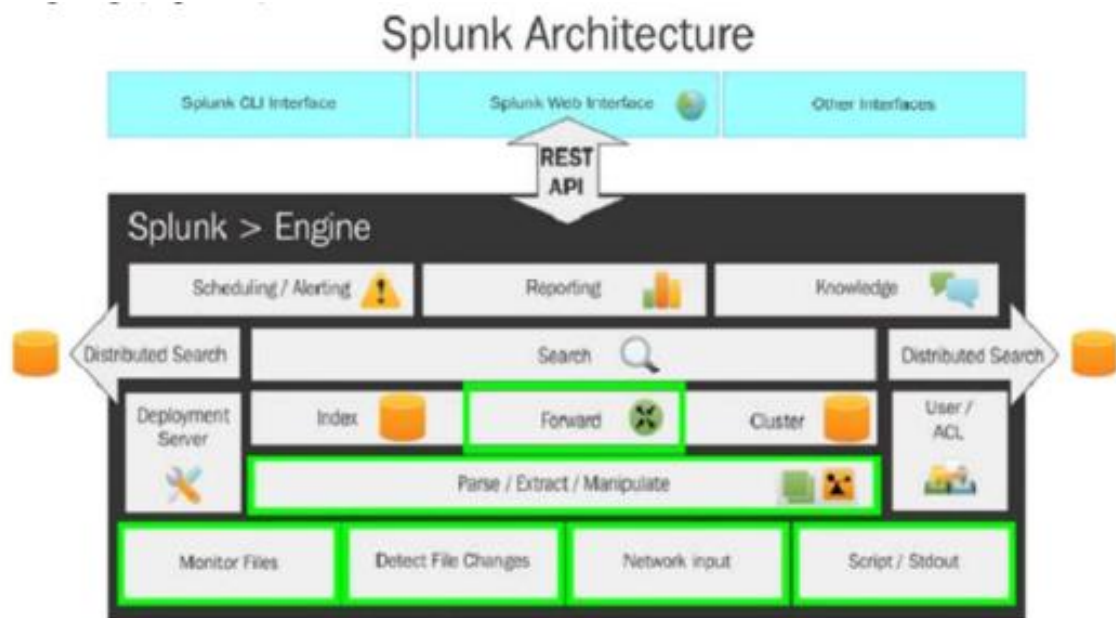 Splunk Architecture
Splunk CLI Interface
Splunk Web Interface
Other Interfaces
REST
API
Splunk > Engine
Scheduling / Alerting
Reporting
Knowledge
Distributed Search
Search
Distributed Search
Deployment
Server
Index
Forward
Cluster
User /
ACL
Parse / Extract / Manipulate
Monitor Files
Detect File Changes
Network input
Script / Stdout